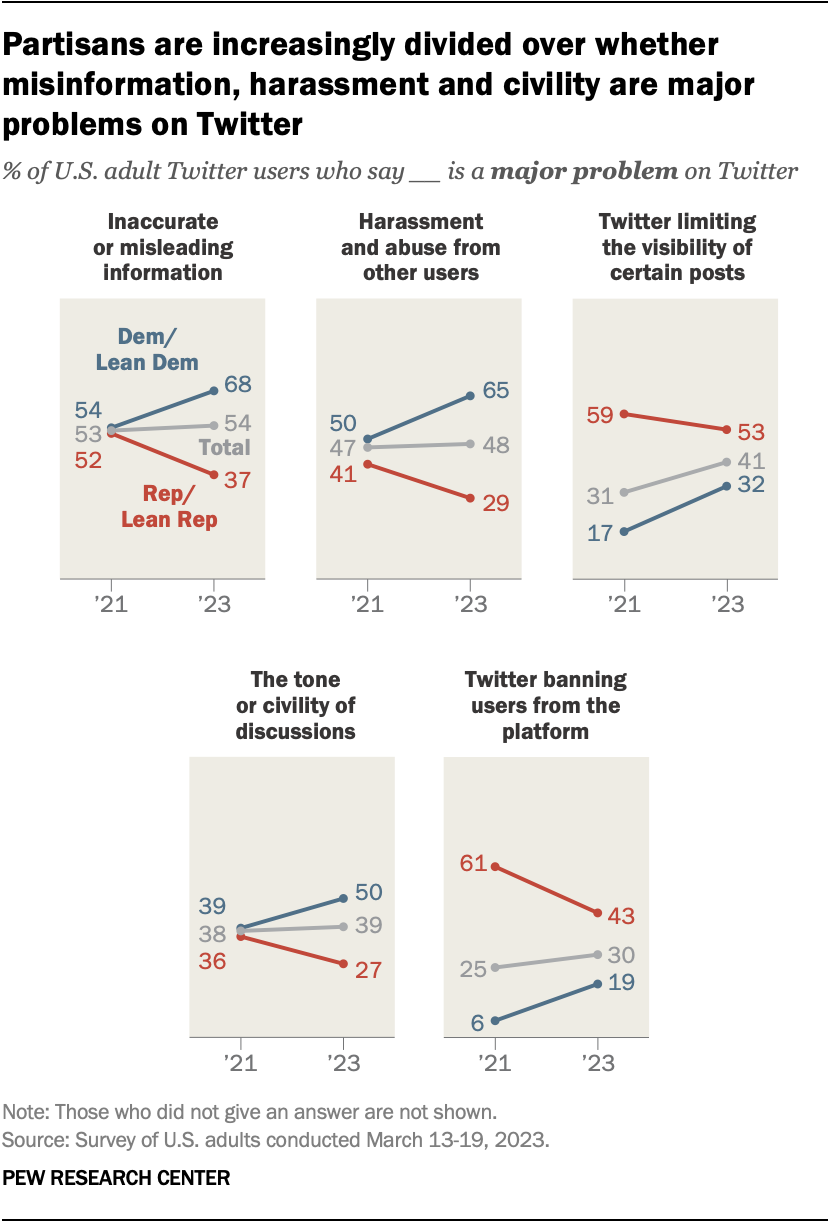 Partisans are increasingly divided over whether
misinformation, harassment and civility are major
problems on Twitter
% of U.S. adult Twitter users who say __ is a major problem on Twitter
Inaccurate
or misleading
information
Dem/
Lean Dem
68
54
53
52
54
Total
37
Rep/
Lean Rep
’21
’23
Harassment
and abuse from
other users
65
50
47
48
41
29
’21
’23
Twitter limiting
the visibility of
certain posts
59
53
41
31
32
17
’21
’23
The tone
or civility of
discussions
39
50
38
39
36
27
’21
’23
Twitter banning
users from the
platform
61
43
25
30
19
6
’21
’23
Note: Those who did not give an answer are not shown.
Source: Survey of U.S. adults conducted March 13-19, 2023.
PEW RESEARCH CENTER